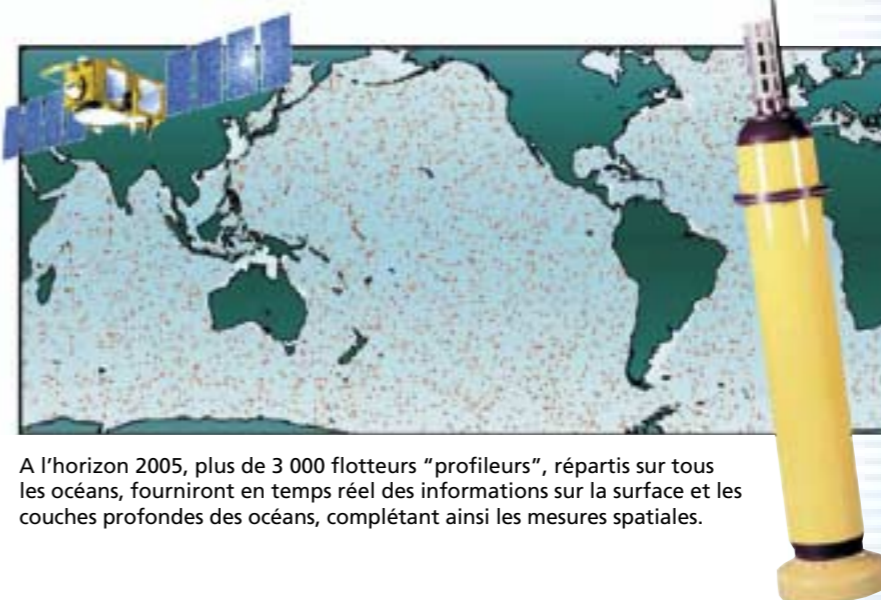 A l'horizon 2005, plus de 3 000 flotteurs “profileurs”, répartis sur tous
les océans, fourniront en temps réel des informations sur la surface et les
couches profondes des océans, complétant ainsi les mesures spatiales.